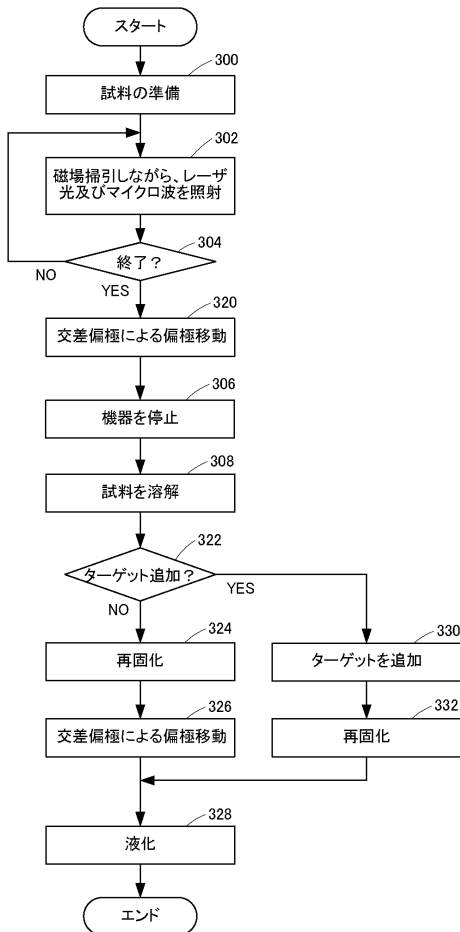 スタート
300
試料の準備
302
磁場掃引しながら、レーザ
光及びマイクロ波を照射
304
終了？
NO
YES
320
交差偏極による偏極移動
306
機器を停止
308
試料を溶解
322
ターゲット追加？
YES
NO
324
再固化
330
ターゲットを追加
326
交差偏極による偏極移動
332
再固化
328
液化
エンド